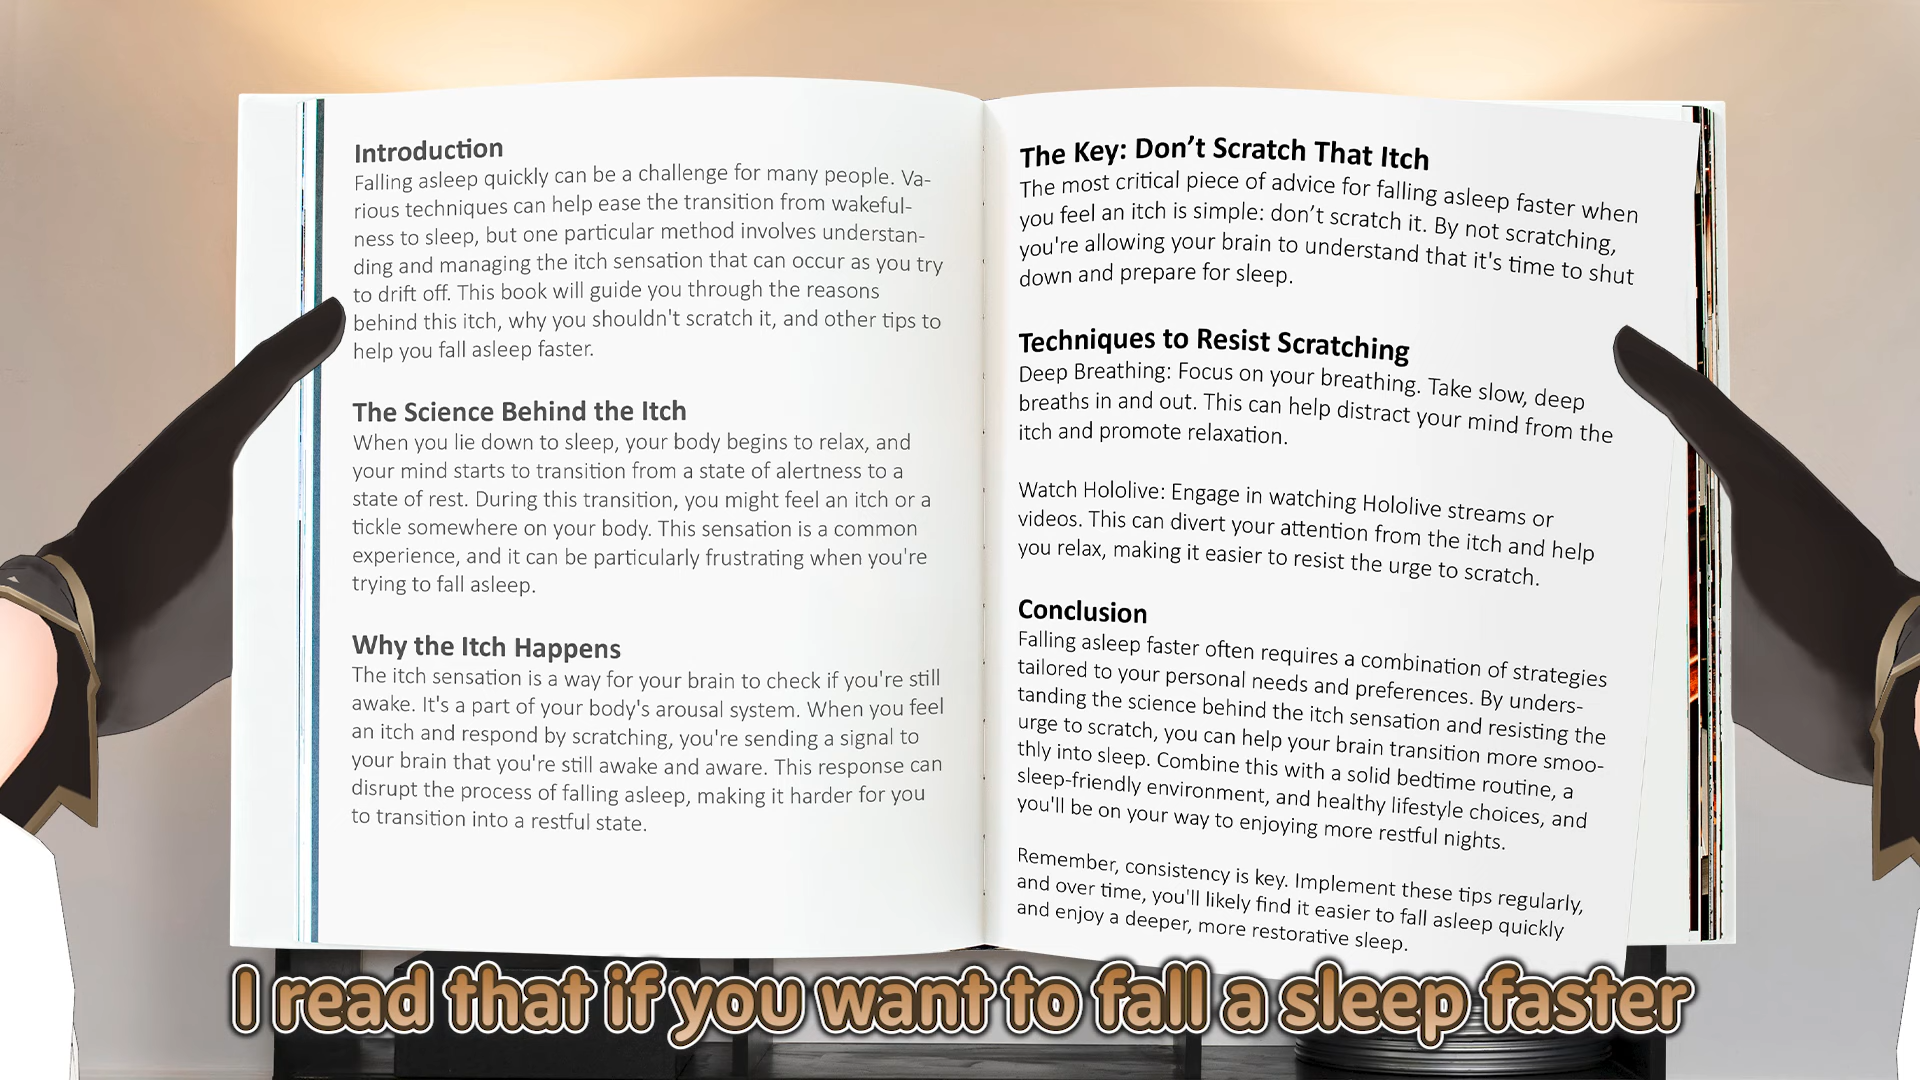 Introduction
Falling asleep quickly can be a challenge for many people. Va-
rious techniques can help ease the transition from wakeful-
ness to sleep, but one particular method involves understan-
ding and managing the itch sensation that can occur as you try
to drift off. This book will guide you through the reasons
behind this itch, why you shouldn't scratch it, and other tips to
help you fall asleep faster.
The Science Behind the Itch
When you lie down to sleep, your body begins to relax, and
your mind starts to transition from a state of alertness to a
state of rest. During this transition, you might feel an itch or a
tickle somewhere on your body. This sensation is a common
experience, and it can be particularly frustrating when you're
trying to fall asleep.
Why the Itch Happens
The itch sensation is a way for your brain to check if you're still
awake. It's a part of your body's arousal system. When you feel
an itch and respond by scratching, you're sending a signal to
your brain that you're still awake and aware. This response can
disrupt the process of falling asleep, making it harder for you
to transition into a restful state.
The Key: Don't Scratch That Itch
The most critical piece of advice for falling asleep faster when
you feel an itch is simple: don't scratch it. By not scratching,
you're allowing your brain to understand that it's time to shut
down and prepare for sleep.
Techniques to Resist Scratching
Deep Breathing: Focus on your breathing. Take slow, deep
breaths in and out. This can help distract your mind from the
itch and promote relaxation.
Watch Hololive: Engage in watching Hololive streams or
videos. This can divert your attention from the itch and help
you relax, making it easier to resist the urge to scratch.
Conclusion
Falling asleep faster often requires a combination of strategies
tailored to your personal needs and preferences. By unders-
tanding the science behind the itch sensation and resisting the
urge to scratch, you can help your brain transition more smoo-
thly into sleep. Combine this with a solid bedtime routine, a
sleep-friendly environment, and healthy lifestyle choices, and
you'll be on your way to enjoying more restful nights.
Remember, consistency is key. Implement these tips regularly,
and over time, you'll likely find it easier to fall asleep quickly
and enjoy a deeper, more restorative sleep.
I read that if you want to fall a sleep faster